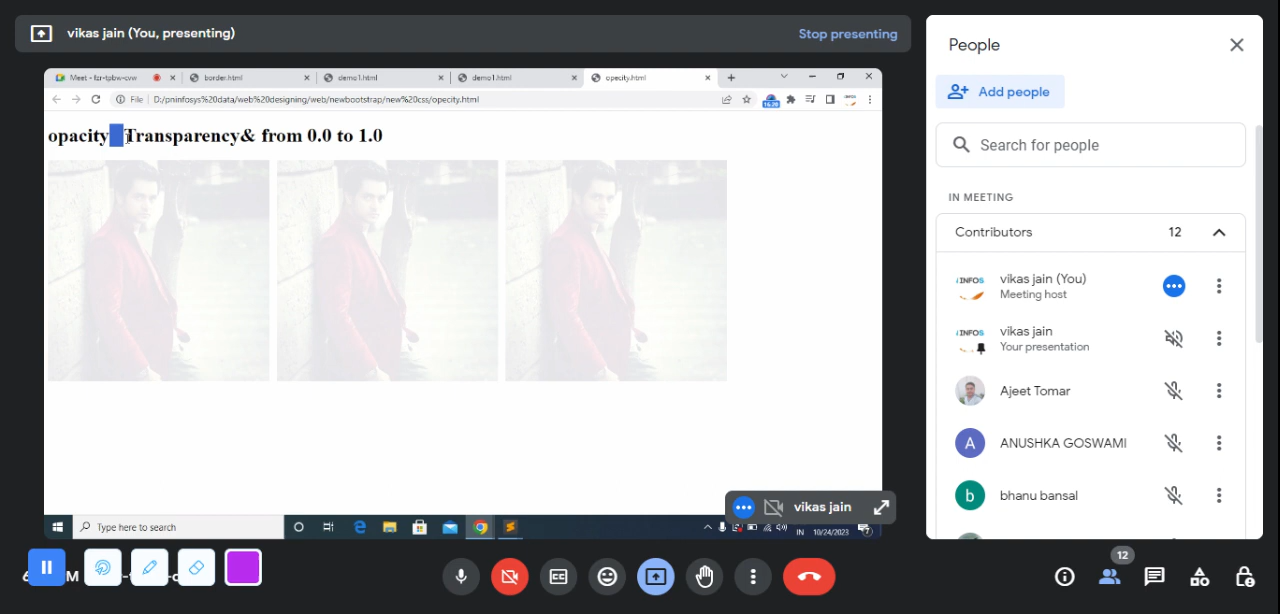 vikas jain (You, presenting)
Stop presenting
border.html
demo1.html
demo1.html
opecity.html
File
D:/pninfosys%20data/web%20designing/web/newbootstrap/new%20css/opecity.html
opacity Transparency& from 0.0 to 1.0
Type here to search
IN
10/24/2023
vikas jain
People
Add people
Search for people
IN MEETING
Contributors
12
vikas jain (You)
Meeting host
vikas jain
Your presentation
Ajeet Tomar
A
ANUSHKA GOSWAMI
b
bhanu bansal
12